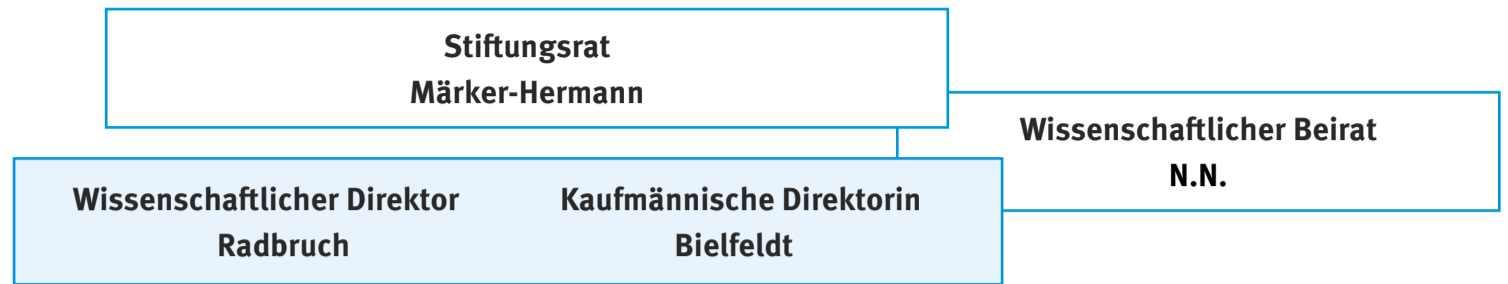 Stiftungsrat
Märker-Hermann
Wissenschaftlicher Beirat
N.N.
Wissenschaftlicher Direktor
Radbruch
Kaufmännische Direktorin
Bielfeldt